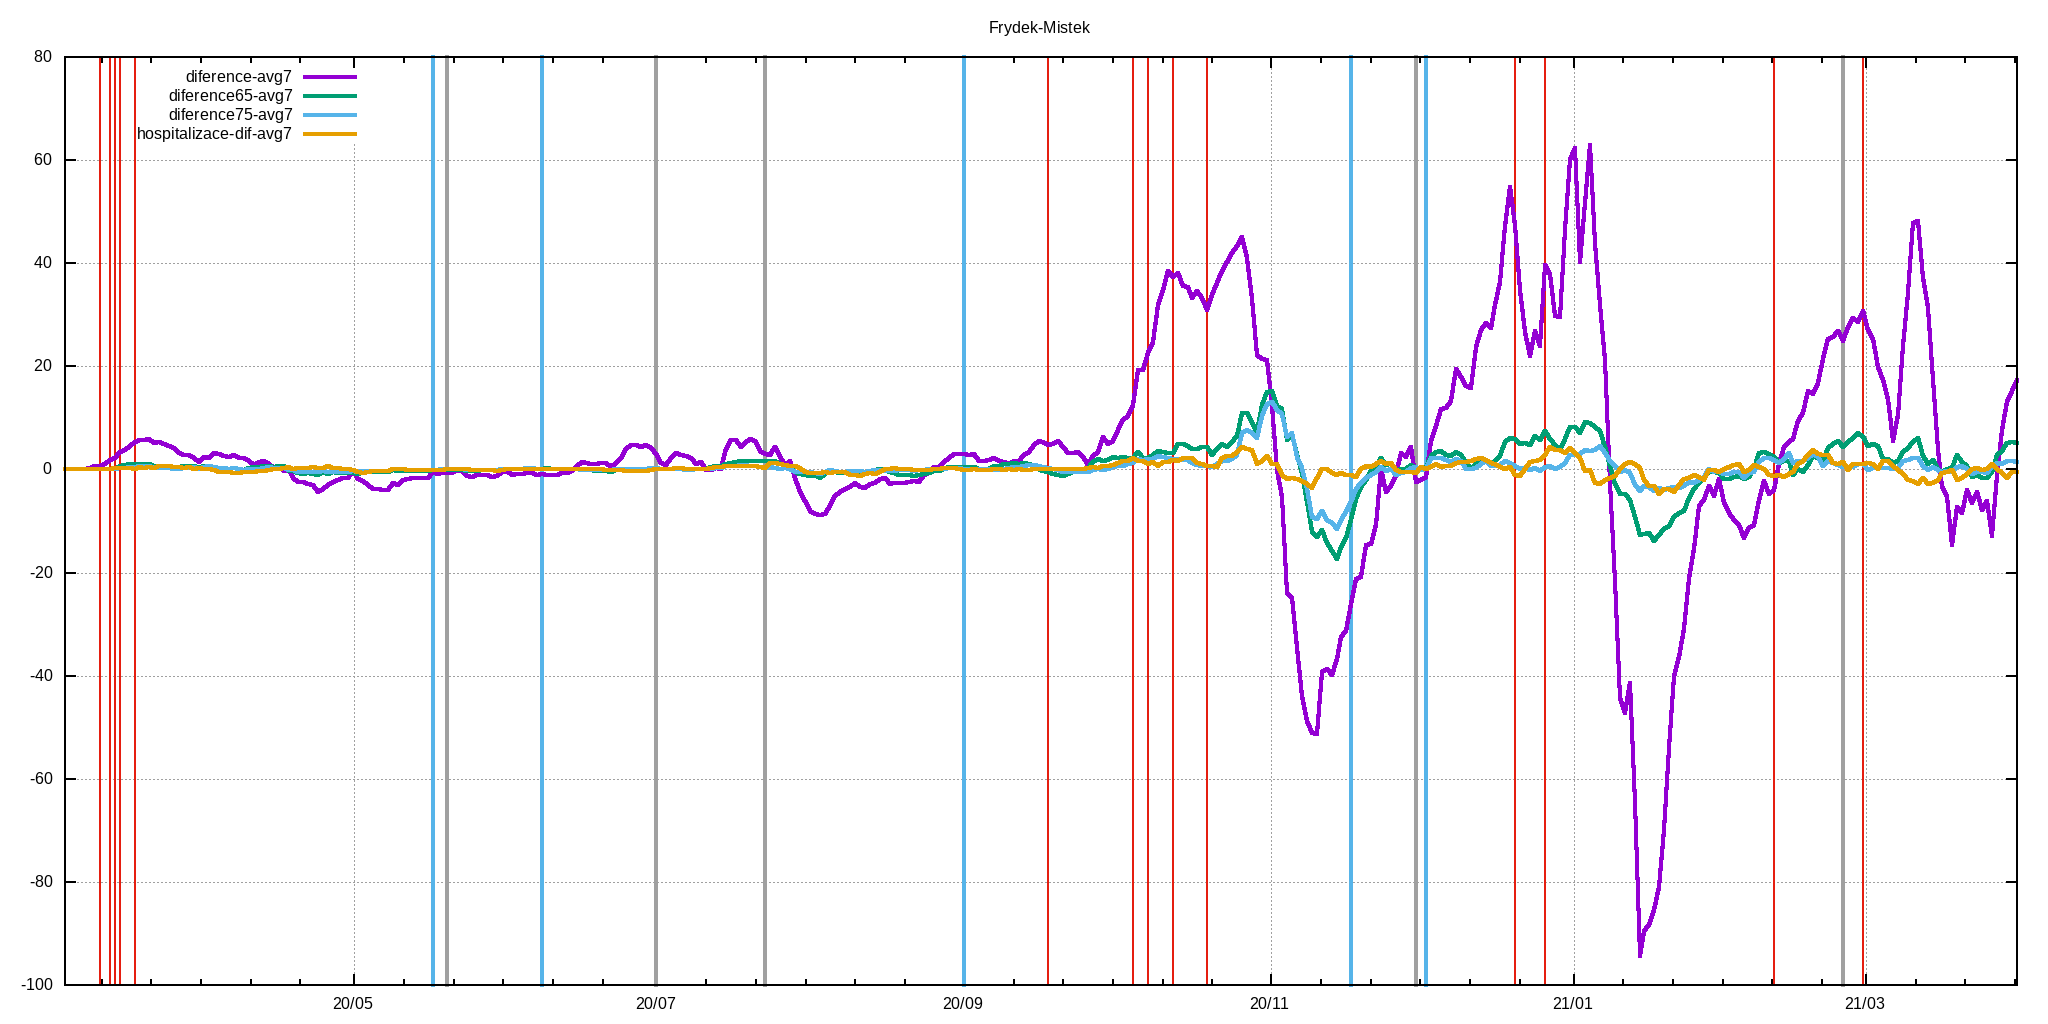 Frydek-Mistek
diference-avg7
diference65-avg7
diference75-avg7
hospitalizace-dif-avg7
80
60
40
20
0
-20
-40
-60
-80
-100
20/05 20/07 20/09 20/11 21/01 21/03